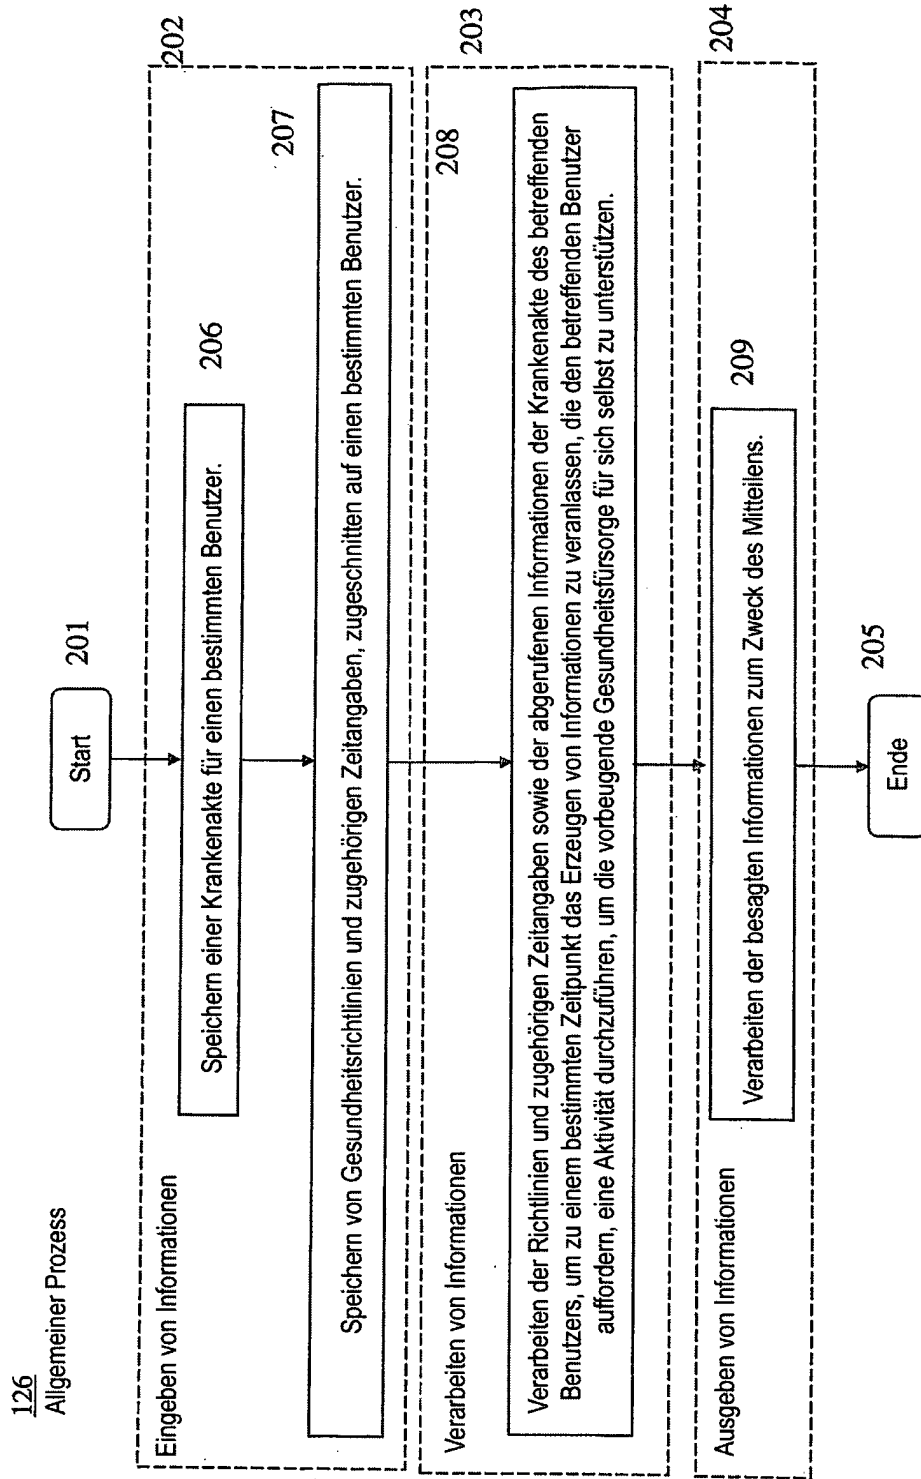 126
Allgemeiner Prozess
Start
201
202
Eingeben von Informationen
Speichern einer Krankenakte für einen bestimmten Benutzer.
206
207
Speichern von Gesundheitsrichtlinien und zugehörigen Zeitangaben, zugeschnitten auf einen bestimmten Benutzer.
203
Verarbeiten von Informationen
208
Verarbeiten der Richtlinien und zugehörigen Zeitangaben sowie der abgerufenen Informationen der Krankenakte des betreffenden
Benutzers, um zu einem bestimmten Zeitpunkt das Erzeugen von Informationen zu veranlassen, die den betreffenden Benutzer
auffordern, eine Aktivität durchzuführen, um die vorbeugende Gesundheitsfürsorge für sich selbst zu unterstützen.
204
Ausgeben von Informationen
209
Verarbeiten der besagten Informationen zum Zweck des Mitteilens.
205
Ende